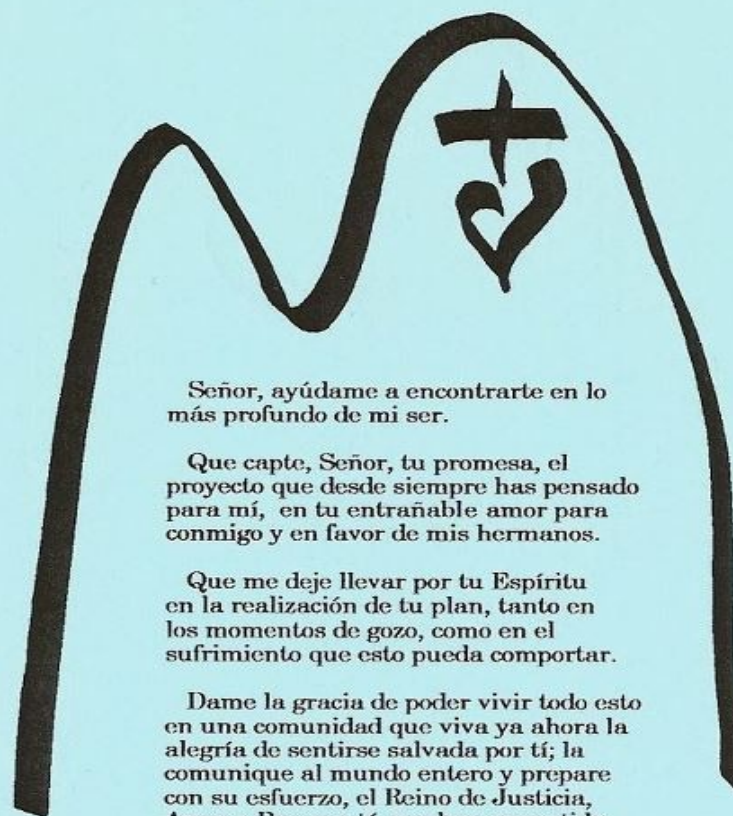 Señor, ayúdame a encontrarte en lo
más profundo de mi ser.
Que capte, Señor, tu promesa, el
proyecto que desde siempre has pensado
para mí, en tu entrañable amor para
conmigo y en favor de mis hermanos.
Que me deje llevar por tu Espíritu
en la realización de tu plan, tanto en
los momentos de gozo, como en el
sufrimiento que esto pueda comportar.
Dame la gracia de poder vivir todo esto
en una comunidad que viva ya ahora la
alegría de sentirse salvada por tí; la
comunique al mundo entero y prepare
con su esfuerzo, el Reino de Justicia,